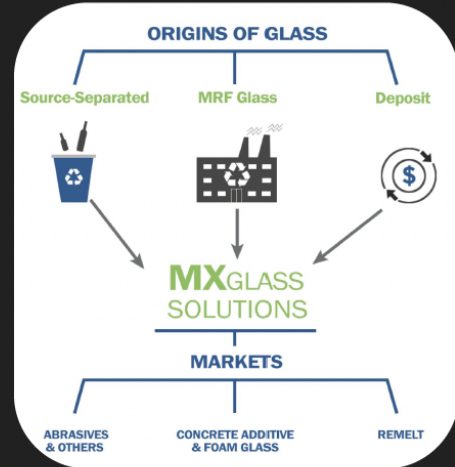 ORIGINS OF GLASS
Source-Separated
MRF Glass
Deposit
$
MXGLASS
SOLUTIONS
MARKETS
ABRASIVES
& OTHERS
CONCRETE ADDITIVE
& FOAM GLASS
REMELT